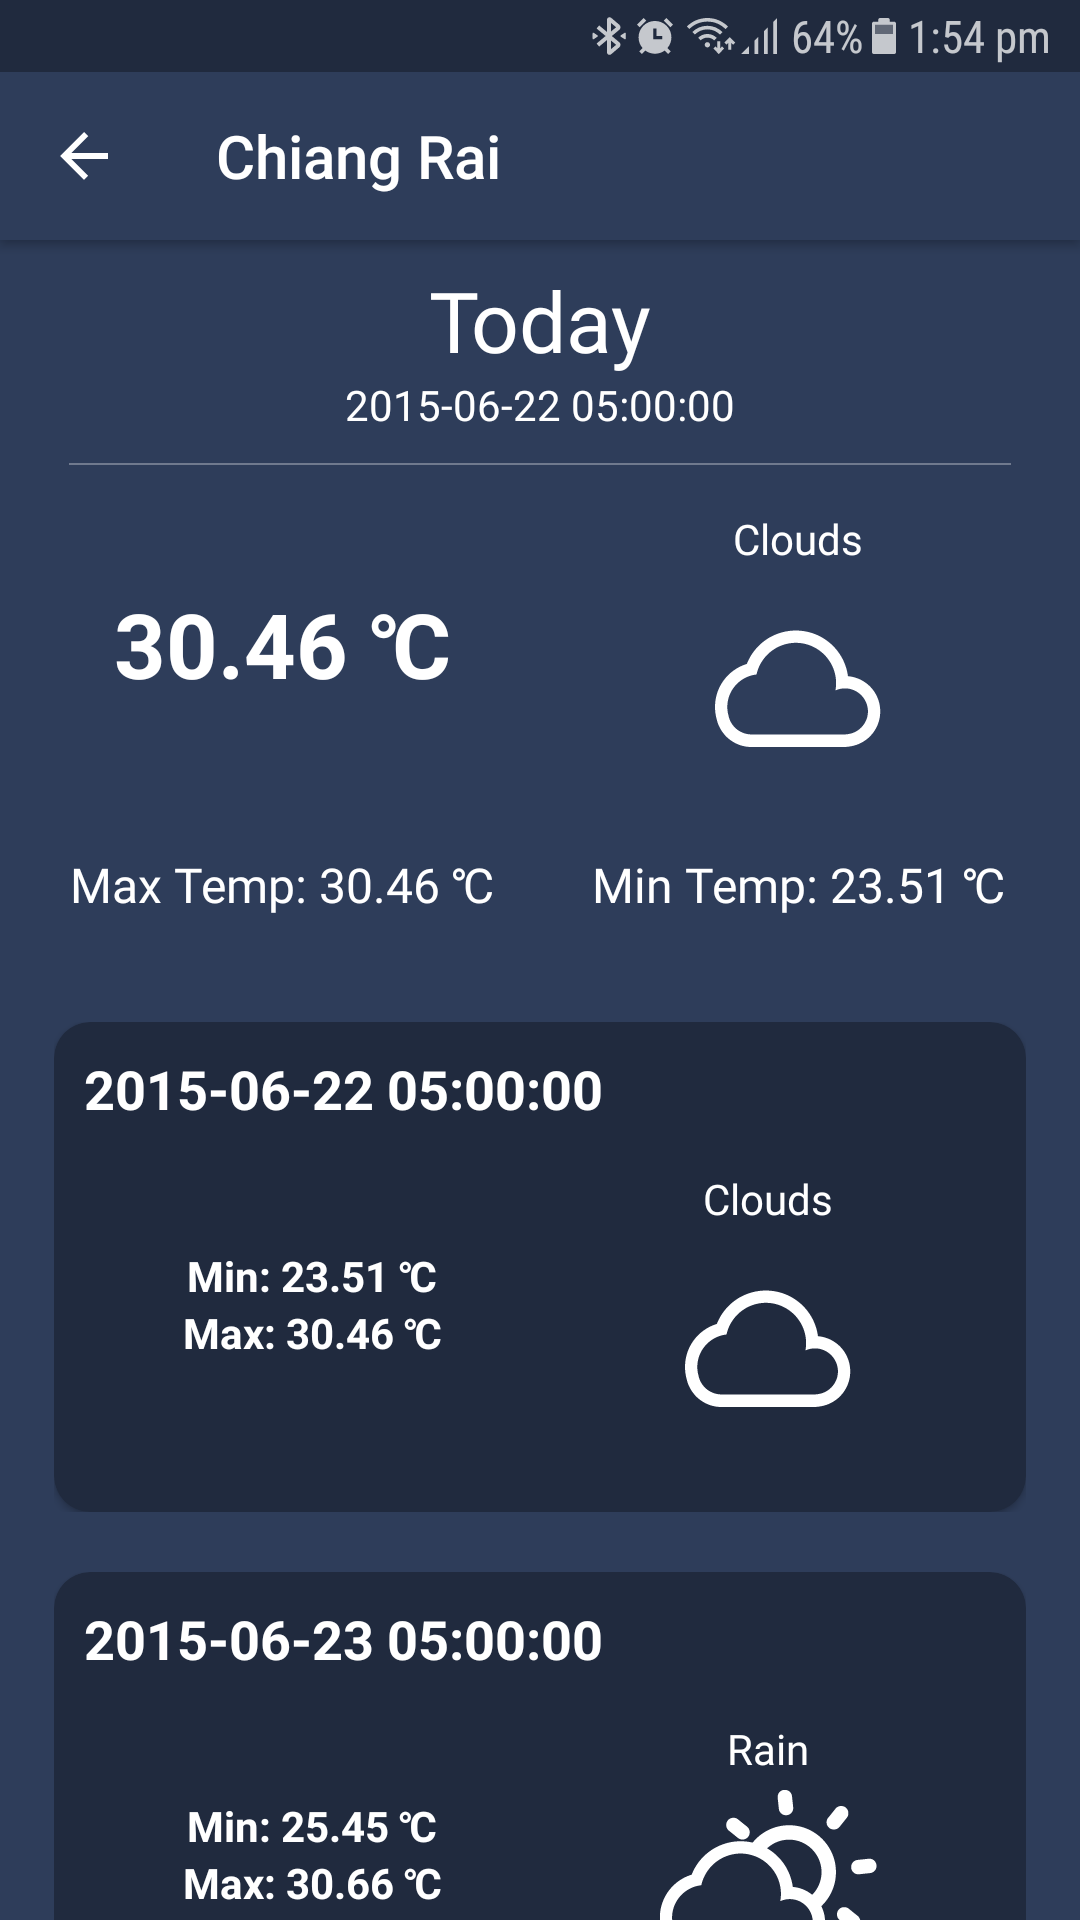 64% 1:54 pm
Chiang Rai
Today
2015-06-22 05:00:00
Clouds
30.46 ℃
Max Temp: 30.46 ℃ Min Temp: 23.51 ℃
2015-06-22 05:00:00
Clouds
Min: 23.51 ℃
Max: 30.46 ℃
2015-06-23 05:00:00
Rain
Min: 25.45 ℃
Max: 30.66 ℃